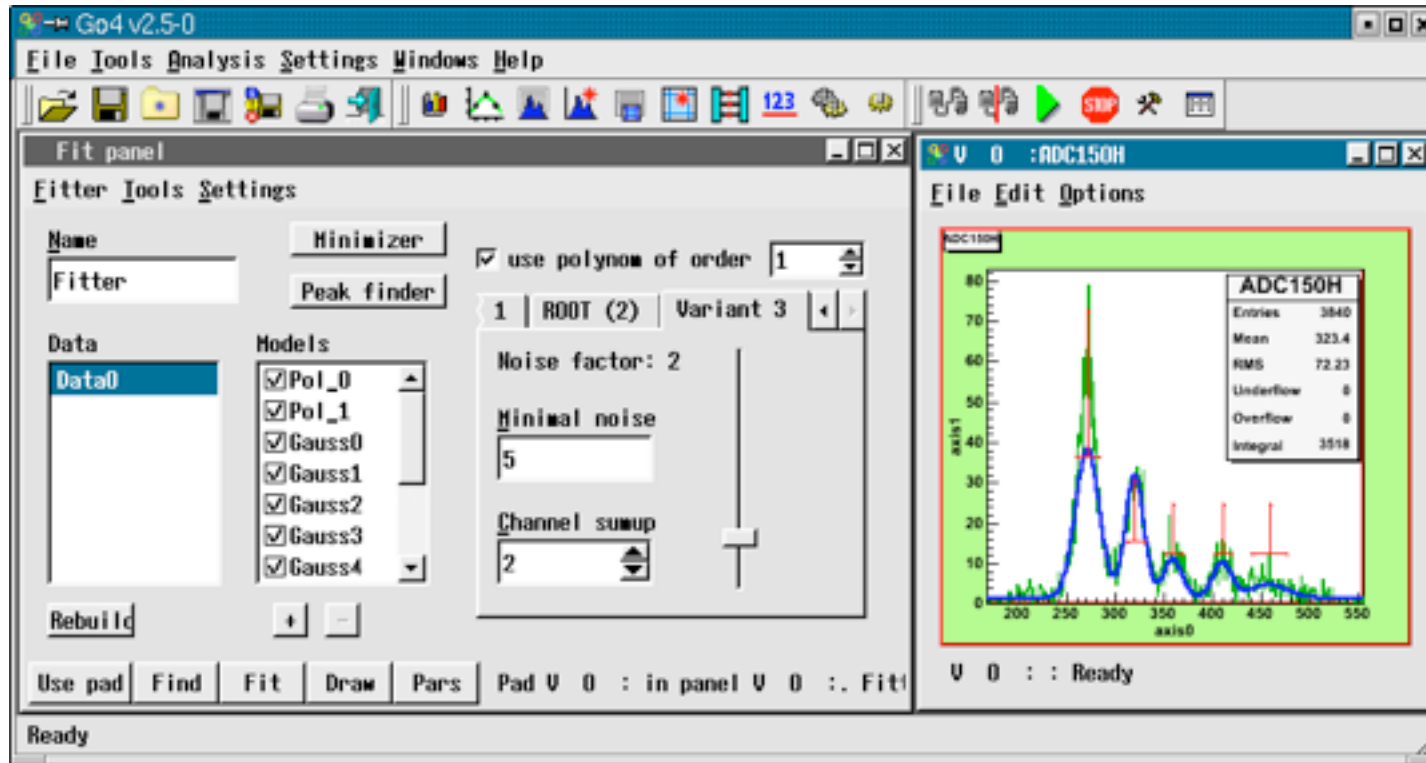 Go4 v2.5-0
File Tools Analysis Settings Windows Help
123
STOP
Fit panel
Fitter Tools Settings
Name
Fitter
Minimizer
Peak finder
use polynom of order 1
1 ROOT (2) Variant 3
Data
Data0
Models
Pol_0
Pol_1
Gauss0
Gauss1
Gauss2
Gauss3
Gauss4
Noise factor: 2
Minimal noise
5
Channel sumup
2
Rebuild
+ -
Use pad Find Fit Draw Pars Pad V 0 : in panel V 0 :. Fit
V 0 :ADC150H
File Edit Options
ADC150H
ADC150H
Entries 3840
Mean 323.4
RMS 72.23
Underflow 0
Overflow 0
Integral 3518
80
70
60
50
40
30
20
10
0
axis1
200 250 300 350 400 450 500 550
axis0
V 0 : : Ready
Ready